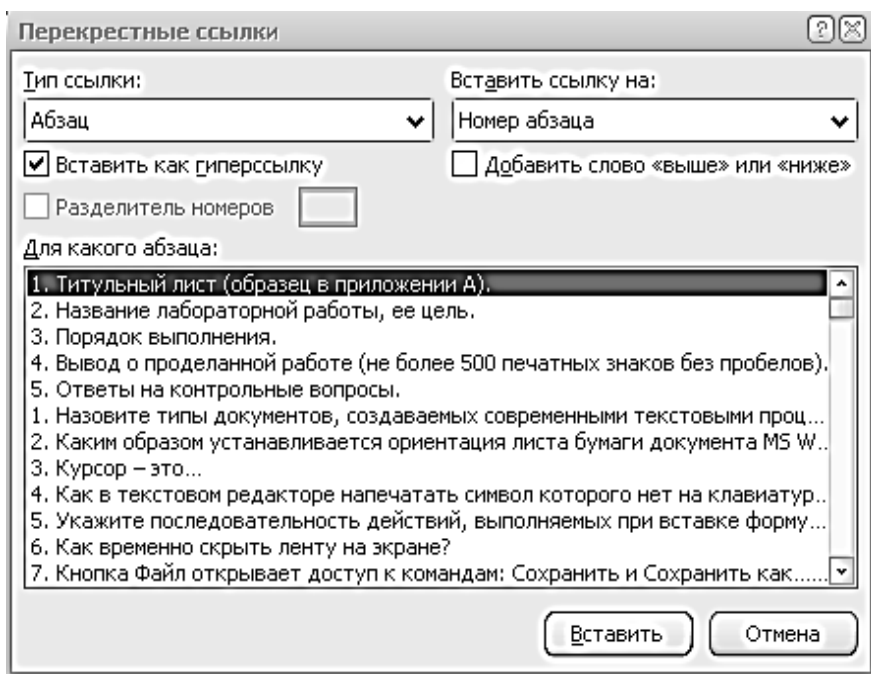 Перекрестные ссылки
Тип ссылки:
Вставить ссылку на:
Абзац
Номер абзаца
Вставить как гиперссылку
Добавить слово «выше» или «ниже»
Разделитель номеров
Для какого абзаца:
1. Титульный лист (образец в приложении А).
2. Название лабораторной работы, ее цель.
3. Порядок выполнения.
4. Вывод о проделанной работе (не более 500 печатных знаков без пробелов).
5. Ответы на контрольные вопросы.
1. Назовите типы документов, создаваемых современными текстовыми проц...
2. Каким образом устанавливается ориентация листа бумаги документа MS W...
3. Курсор – это...
4. Как в текстовом редакторе напечатать символ которого нет на клавиатур...
5. Укажите последовательность действий, выполняемых при вставке форму...
6. Как временно скрыть ленту на экране?
7. Кнопка Файл открывает доступ к командам: Сохранить и Сохранить как......
Вставить
Отмена